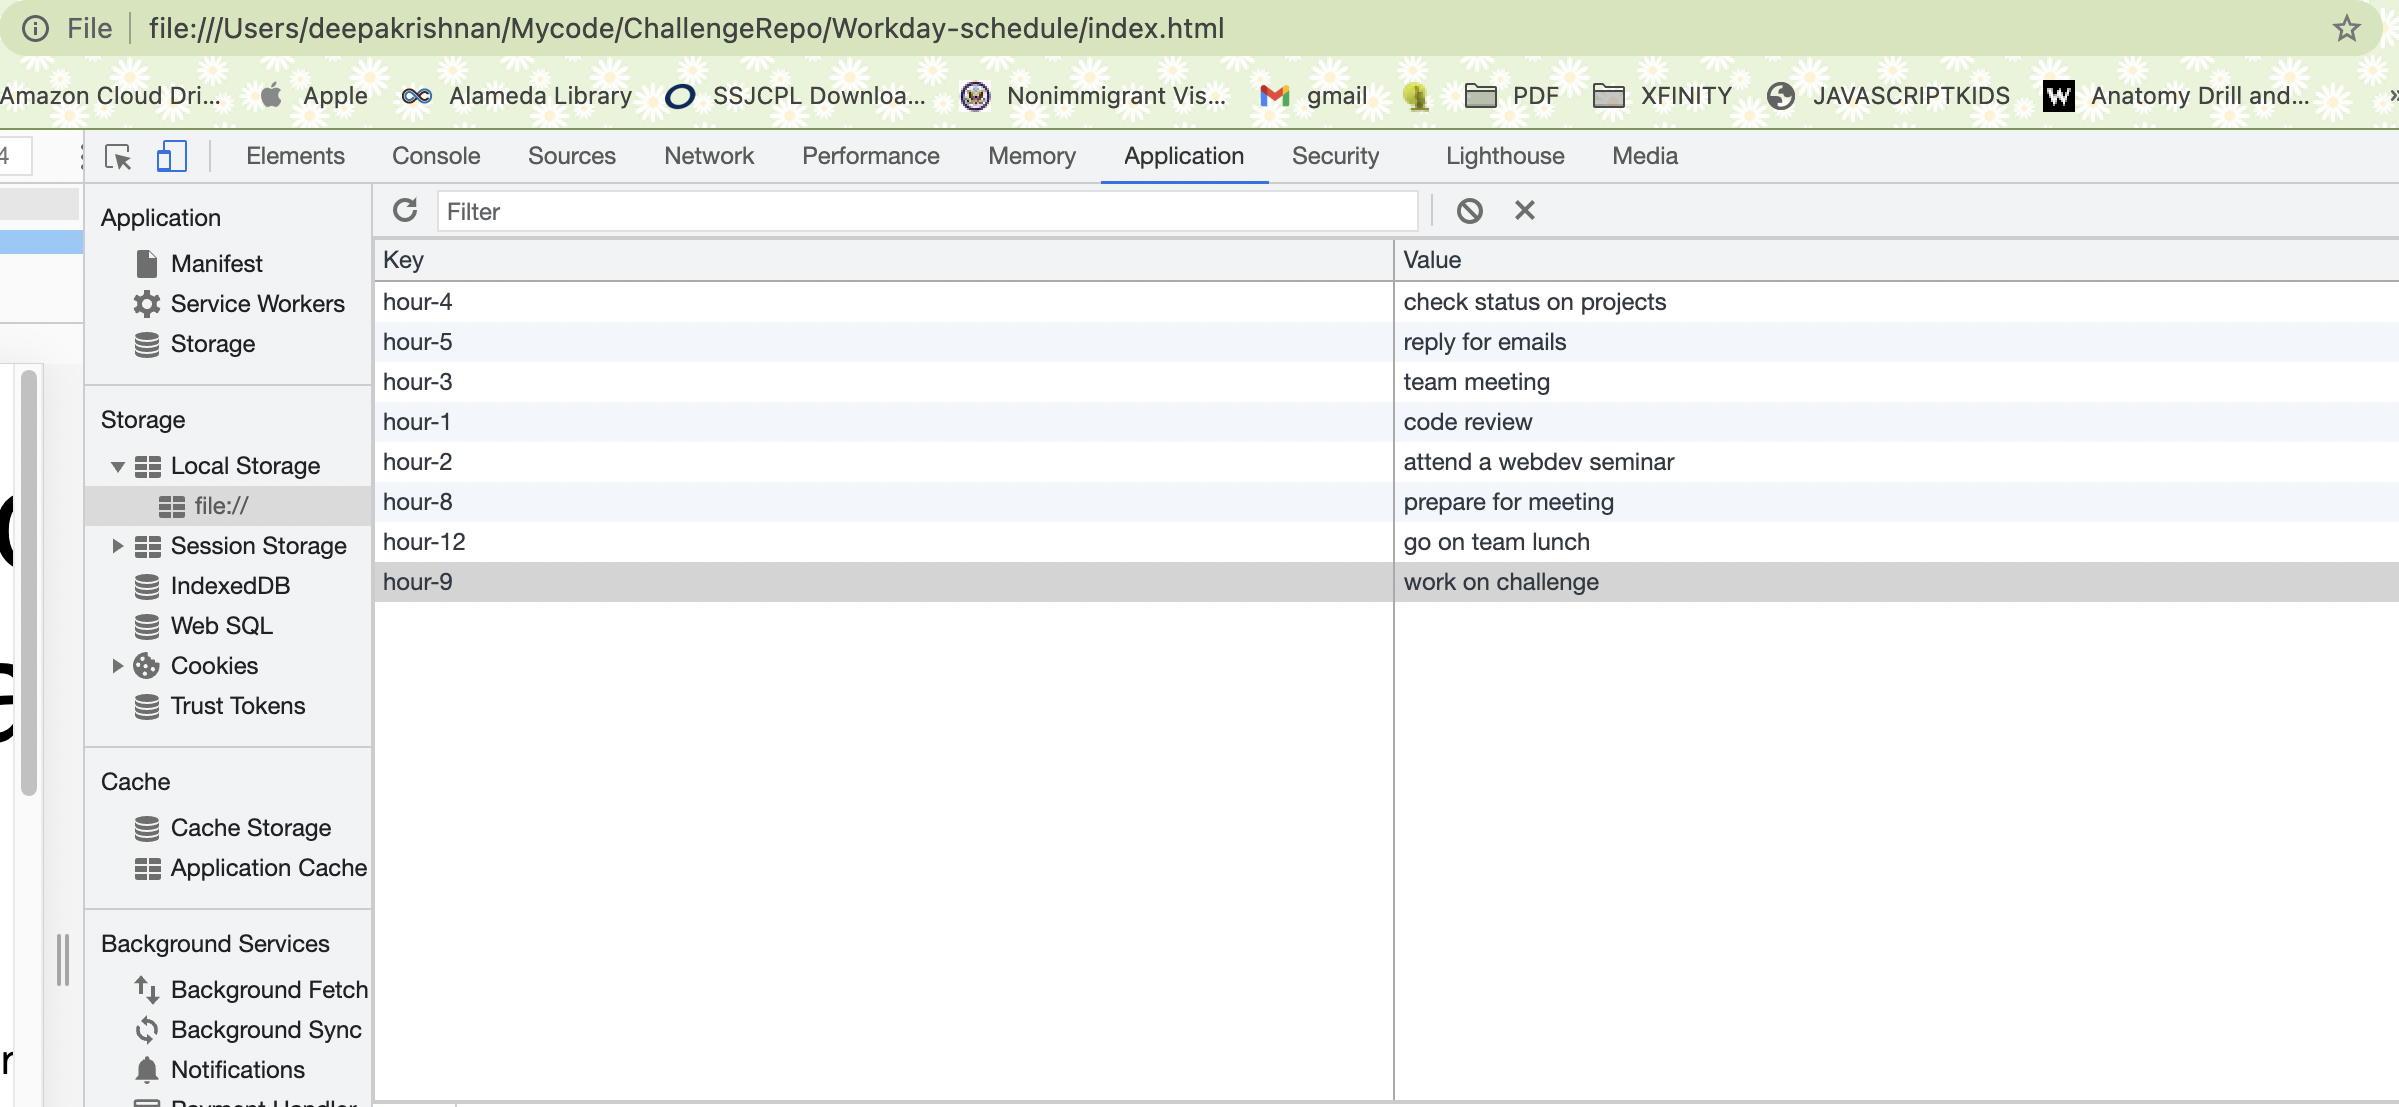 File file:///Users/deepakrishnan/Mycode/ChallengeRepo/Workday-schedule/index.html
Amazon Cloud Dri... Apple Alameda Library SSJCPL Downloa... Nonimmigrant Vis... gmail PDF XFINITY JAVASCRIPTKIDS W Anatomy Drill and... »
4 Elements Console Sources Network Performance Memory Application Security Lighthouse Media
Application
Manifest
Service Workers
Storage
Storage
Local Storage
file://
Session Storage
IndexedDB
Web SQL
Cookies
Trust Tokens
Cache
Cache Storage
Application Cache
Background Services
Background Fetch
Background Sync
Notifications
Payment Handler
Filter
Key Value
hour-4 check status on projects
hour-5 reply for emails
hour-3 team meeting
hour-1 code review
hour-2 attend a webdev seminar
hour-8 prepare for meeting
hour-12 go on team lunch
hour-9 work on challenge